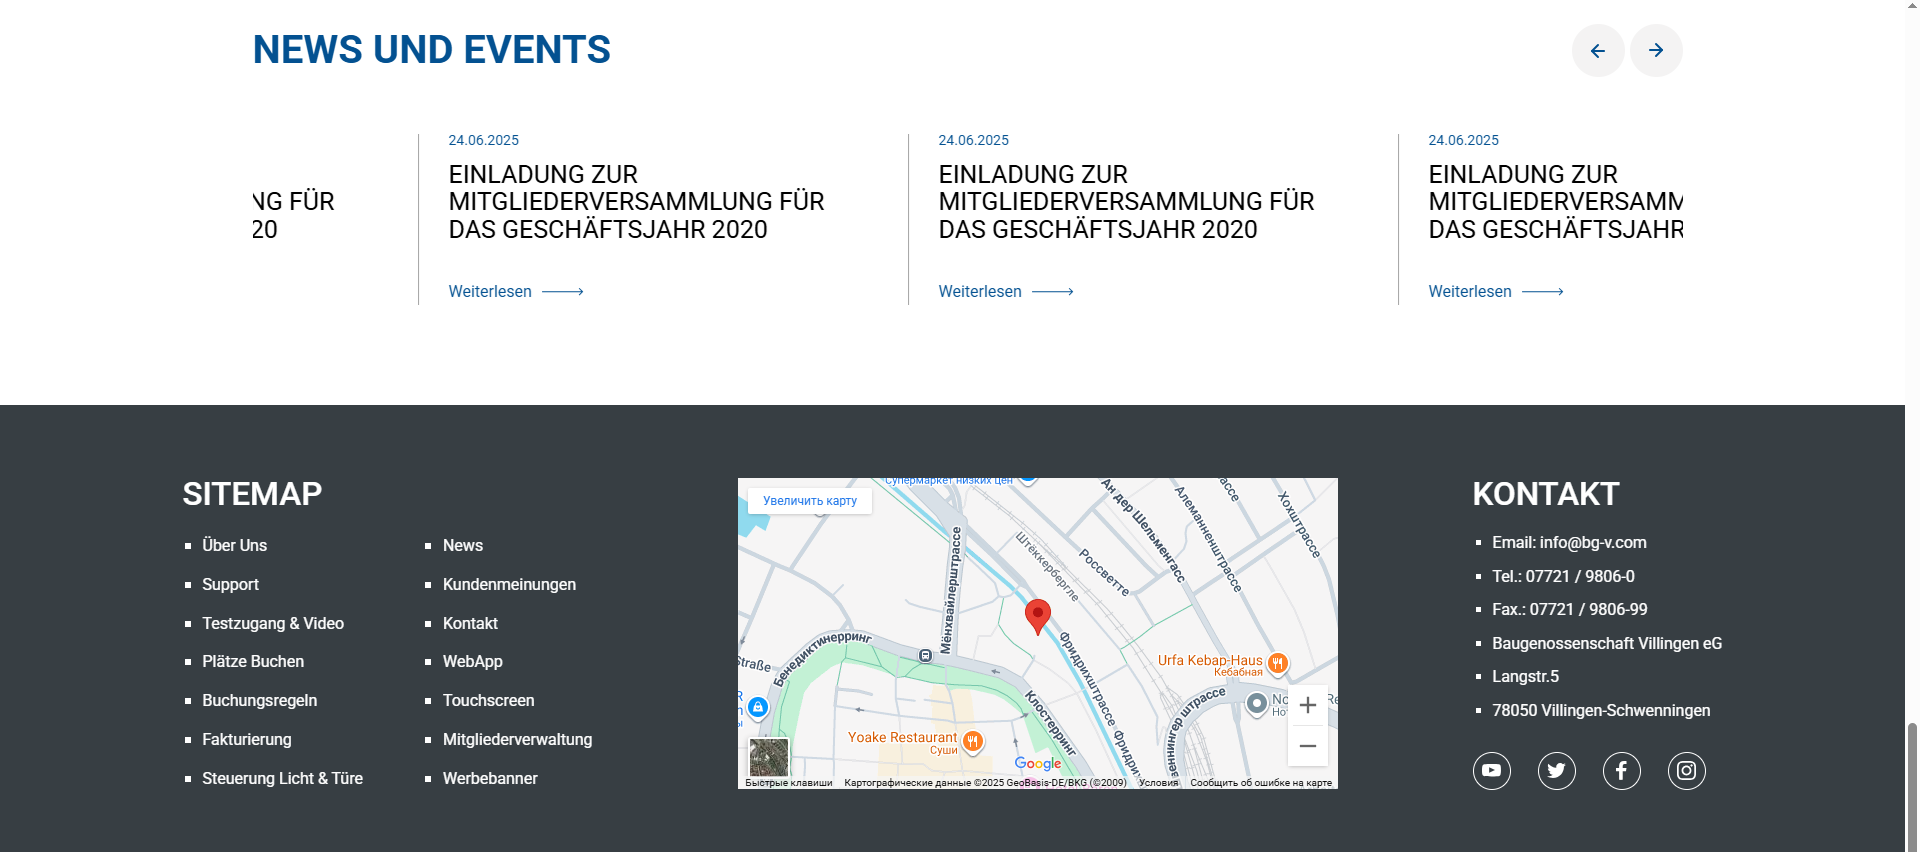 NEWS UND EVENTS
NG FÜR
20
24.06.2025
EINLADUNG ZUR
MITGLIEDERVERSAMMLUNG FÜR
DAS GESCHÄFTSJAHR 2020
Weiterlesen
24.06.2025
EINLADUNG ZUR
MITGLIEDERVERSAMMLUNG FÜR
DAS GESCHÄFTSJAHR 2020
Weiterlesen
24.06.2025
EINLADUNG ZUR
MITGLIEDERVERSAMM
DAS GESCHÄFTSJAHR
Weiterlesen
SITEMAP
Über Uns
Support
Testzugang & Video
Plätze Buchen
Buchungsregeln
Fakturierung
Steuerung Licht & Türe
News
Kundenmeinungen
Kontakt
WebApp
Touchscreen
Mitgliederverwaltung
Werbebanner
Увеличить карту
Супермаркет низких цен
Ан дер Шельменгасс
Алеманненштрассе
Хохштрассе
Штёккербергле
Россветте
Мёнхвайлерштрассе
Бенедиктинерринг
Straße
Фридрихштрассе
Фридрих
Клостерринг
Urfa Kebap-Haus
Кебабная
Yoake Restaurant
Суши
Google
Быстрые клавиши
Картографические данные ©2025 GeoBasis-DE/BKG (©2009)
Условия
Сообщить об ошибке на карте
KONTAKT
Email: info@bg-v.com
Tel.: 07721 / 9806-0
Fax.: 07721 / 9806-99
Baugenossenschaft Villingen eG
Langstr.5
78050 Villingen-Schwenningen